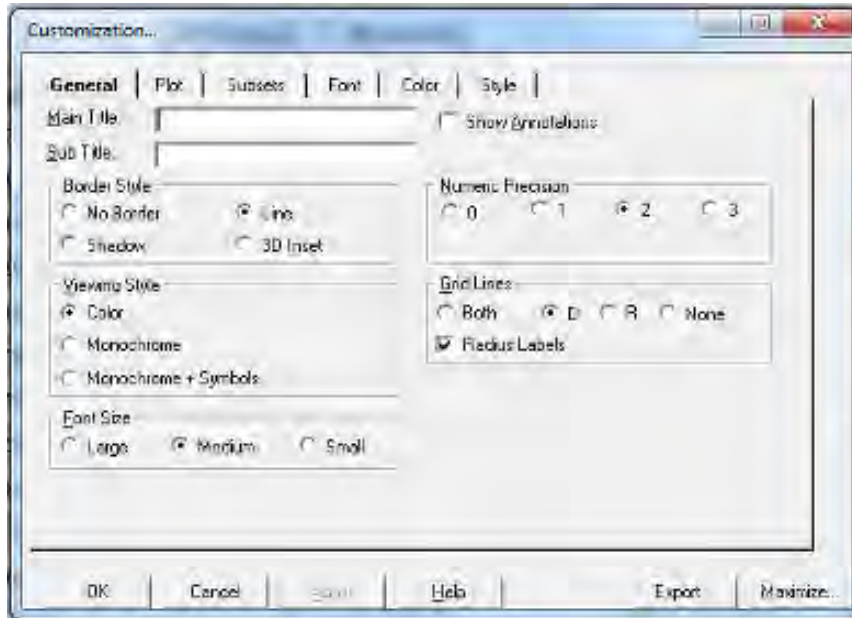 Customization...
General Plot Subsets Font Color Style
Main Title:
Show Annotations
Sub Title:
Border Style
No Border Line
Shadow 3D Inset
Numeric Precision
0 1 2 3
Viewing Style
Color
Monochrome
Monochrome + Symbols
Grid Lines
Both D R None
Radius Labels
Font Size
Large Medium Small
OK Cancel Help Export Maximize...